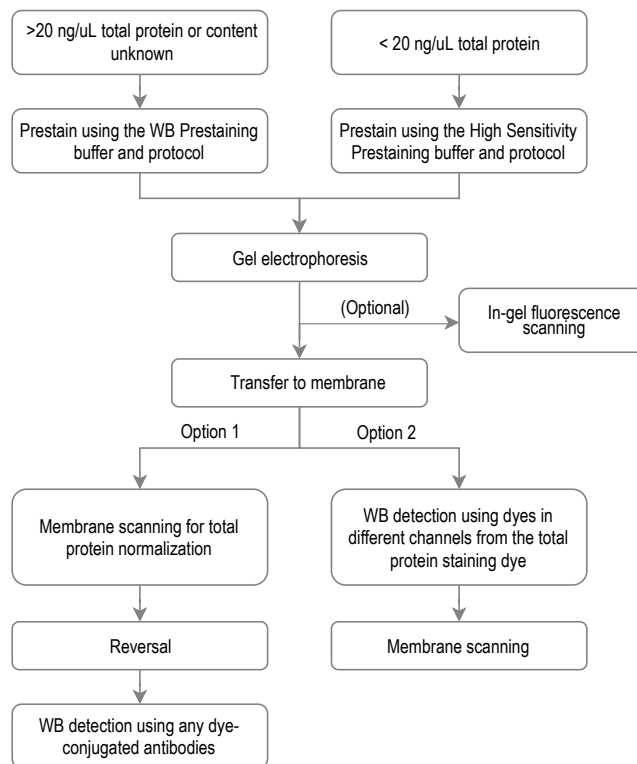 >20 ng/uL total protein or content
unknown
< 20 ng/uL total protein
Prestain using the WB Prestaining
buffer and protocol
Prestain using the High Sensitivity
Prestaining buffer and protocol
Gel electrophoresis
(Optional)
In-gel fluorescence
scanning
Transfer to membrane
Option 1
Option 2
Membrane scanning for total
protein normalization
WB detection using dyes in
different channels from the total
protein staining dye
Reversal
Membrane scanning
WB detection using any dye-
conjugated antibodies